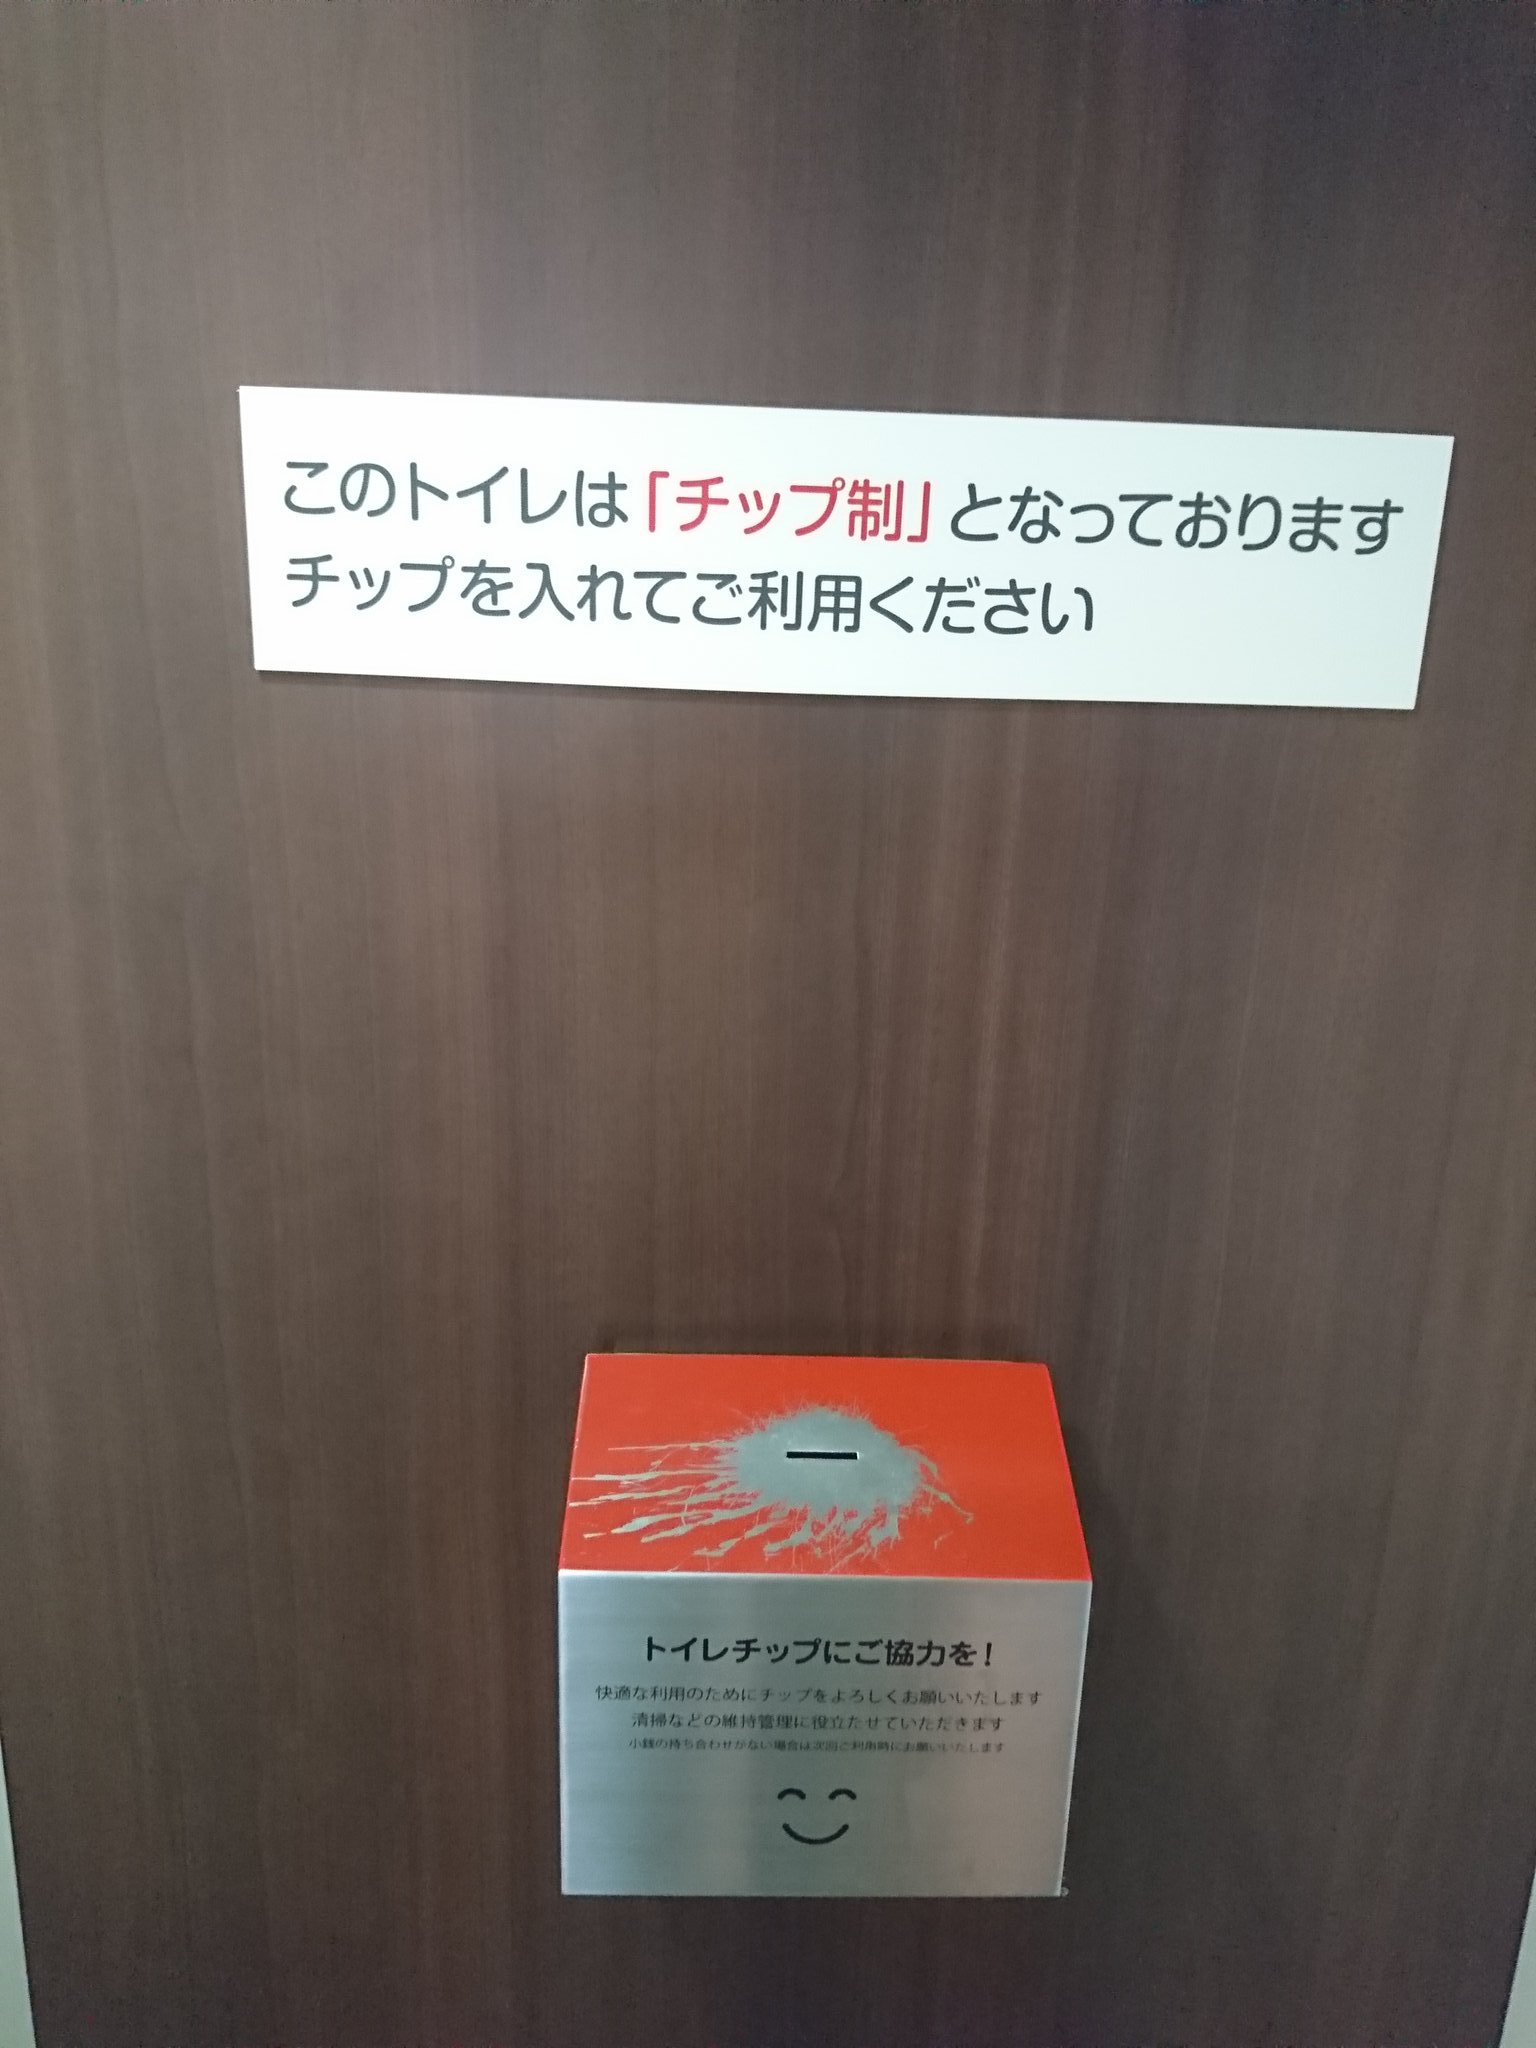 このトイレは「チップ制」となっております
チップを入れてご利用ください
トイレチップにご協力を！
快適な利用のためにチップをよろしくお願いいたします
清掃などの維持管理に役立たせていただきます
小銭の持ち合わせがない場合は次回ご利用時にお願いいたします